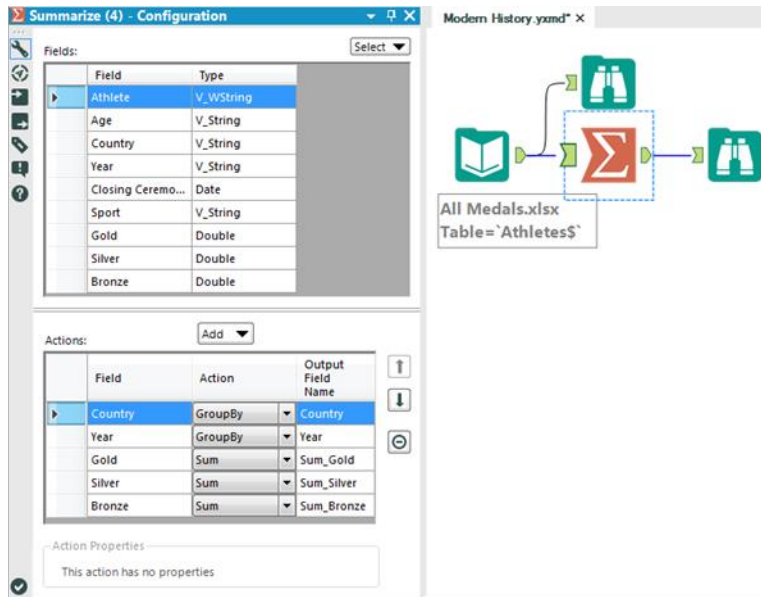 Summarize (4) - Configuration
Fields:
Select
Field Type
Athlete V_WString
Age V_String
Country V_String
Year V_String
Closing Ceremo... Date
Sport V_String
Gold Double
Silver Double
Bronze Double
Actions:
Add
Field Action Output Field Name
Country GroupBy Country
Year GroupBy Year
Gold Sum Sum_Gold
Silver Sum Sum_Silver
Bronze Sum Sum_Bronze
Action Properties
This action has no properties
Modern History.yxmd*
All Medals.xlsx
Table=`Athletes$`